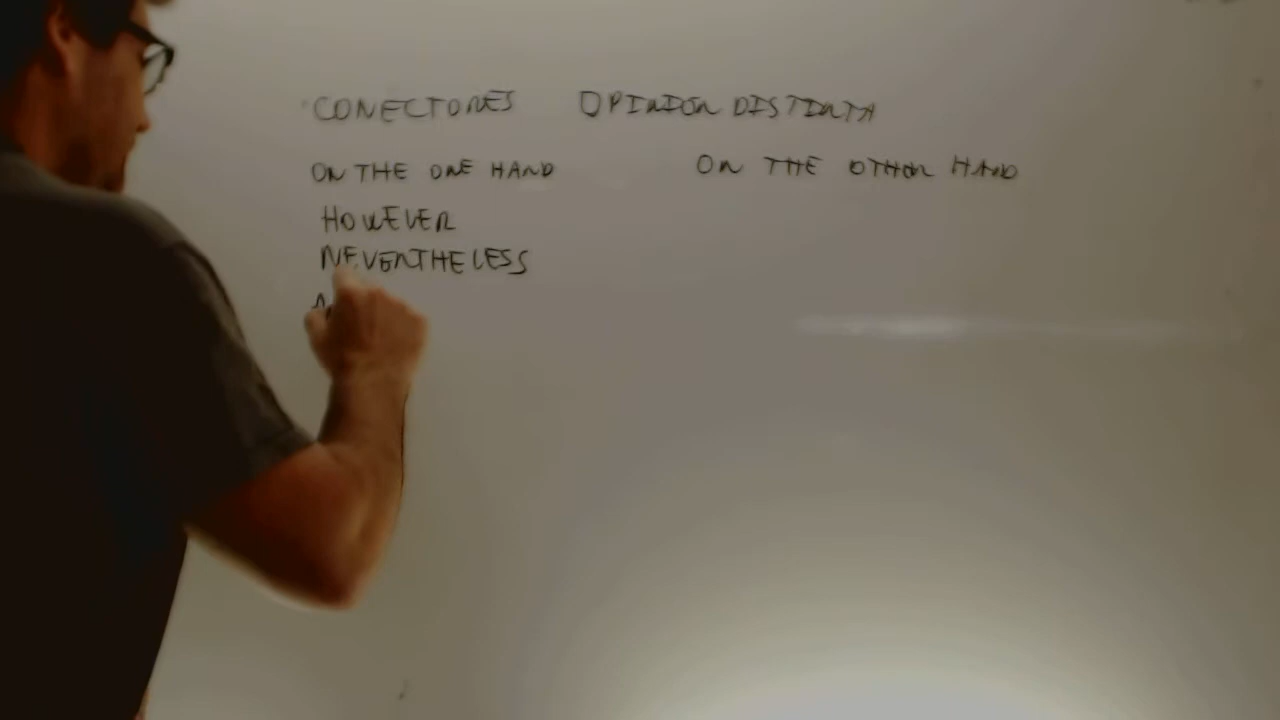 CONECTORES OPINION DISTINTA
ON THE ONE HAND ON THE OTHER HAND
HOWEVER
NEVERTHELESS